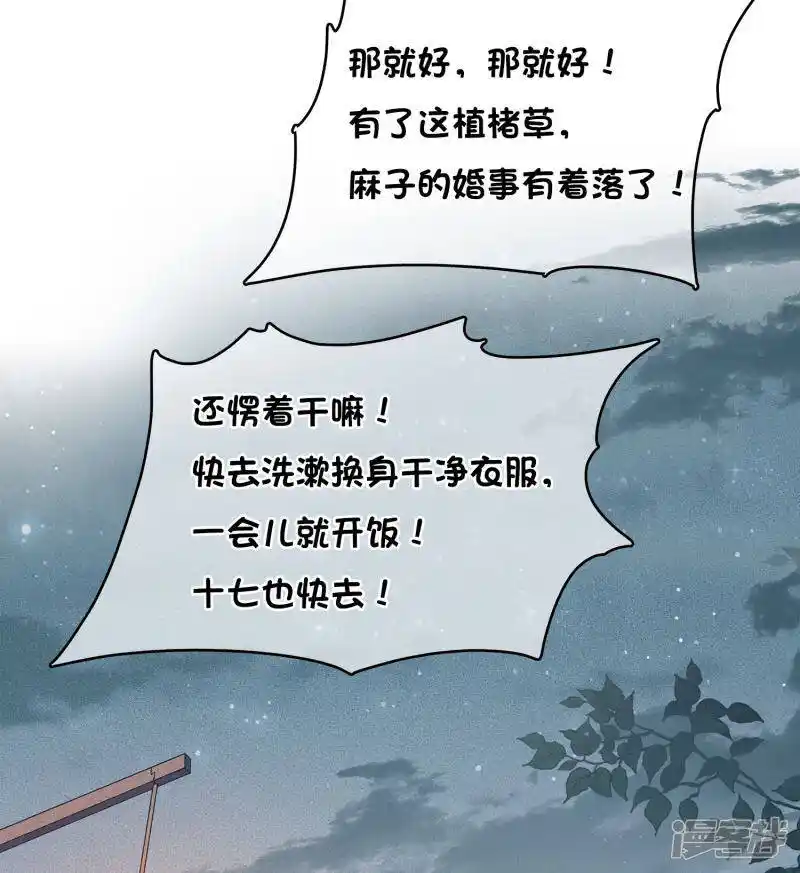 那就好，那就好！
有了这植楮草，
麻子的婚事有着落了！
还愣着干嘛！
快去洗漱换身干净衣服，
一会儿就开饭！
十七也快去！
漫客栈